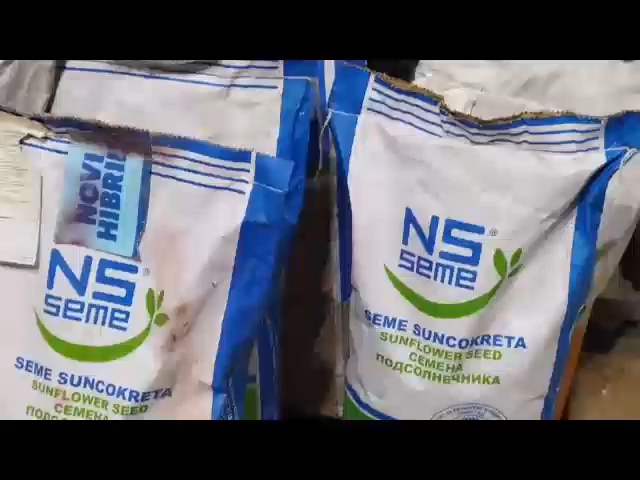 NOVI
HIBRID
NS®
seme
SEME SUNCOKRETA
SUNFLOWER SEED
СЕМЕНА
NS®
seme
SEME SUNCOKRETA
SUNFLOWER SEED
СЕМЕНА
ПОДСОЛНЕЧНИКА